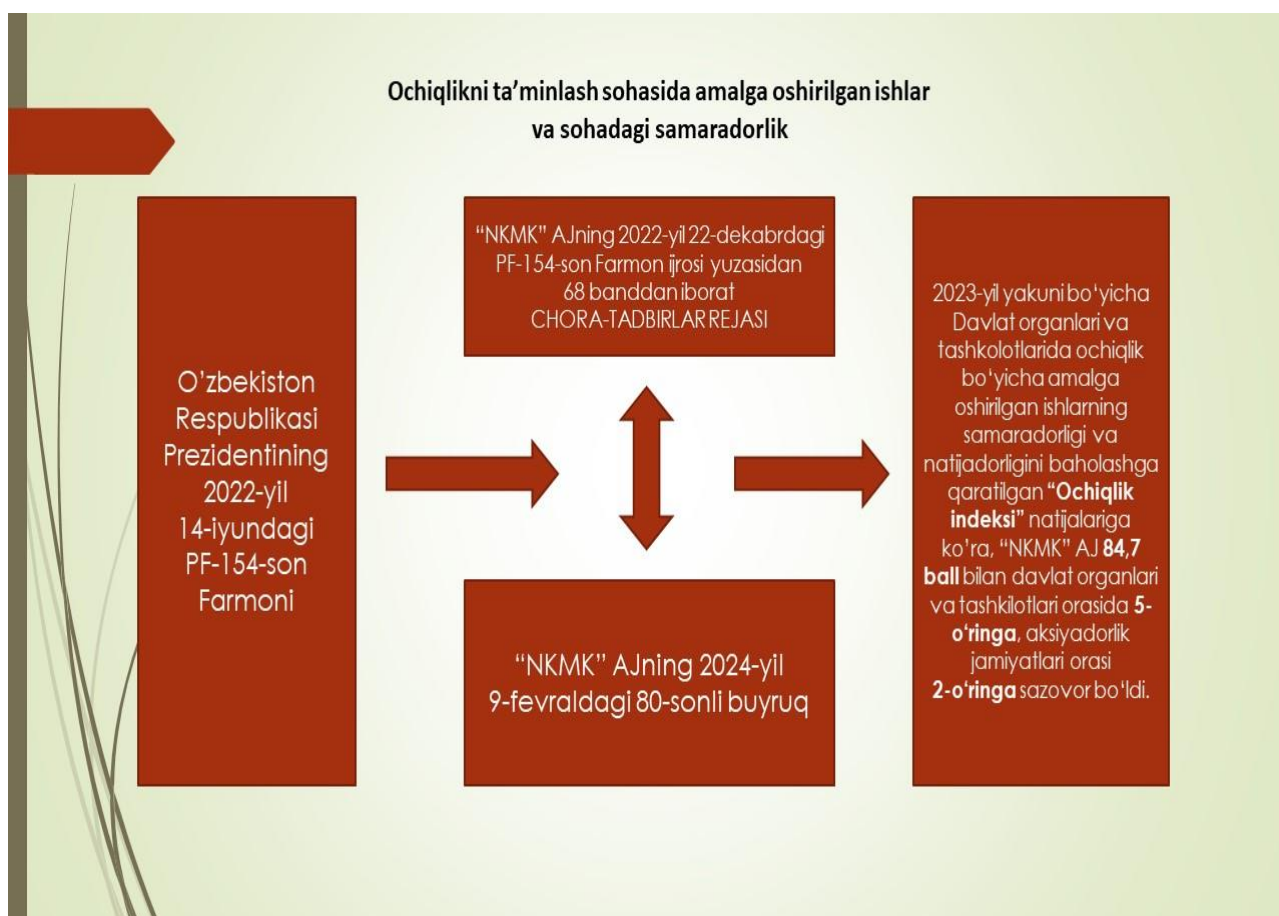 Ochiqlikni ta’minlash sohasida amalga oshirilgan ishlar
va sohadagi samaradorlik
O’zbekiston
Respublikasi
Prezidentining
2022-yil
14-iyundagi
PF-154-son
Farmoni
“NKMK” AJning 2022-yil 22-dekabrdagi
PF-154-son Farmon ijrosi yuzasidan
68 banddan iborat
CHORA-TADBIRLAR REJASI
“NKMK” AJning 2024-yil
9-fevraldagi 80-sonli buyruq
2023-yil yakuni bo‘yicha
Davlat organlari va
tashkolotlarida ochiqlik
bo‘yicha amalga
oshirilgan ishlarning
samaradorligi va
natijadorligini baholashga
qaratilgan “Ochiqlik
indeksi” natijalariga
ko’ra, “NKMK” AJ 84,7
ball bilan davlat organlari
va tashkilotlari orasida 5-
o‘ringa, aksiyadorlik
jamiyatlari orasi
2-o‘ringa sazovor bo‘ldi.